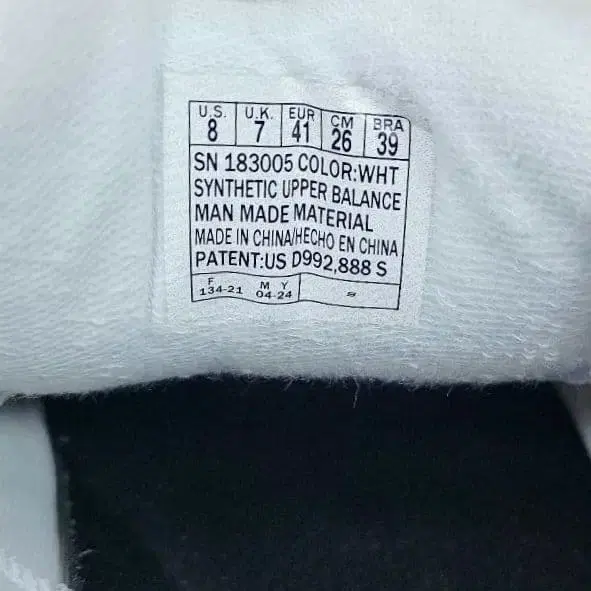 U.S. U.K. EUR CM BRA
8 7 41 26 39
SN 183005 COLOR:WHT
SYNTHETIC UPPER BALANCE
MAN MADE MATERIAL
MADE IN CHINA/HECHO EN CHINA
PATENT:US D992,888 S
F M Y
134-21 04-24